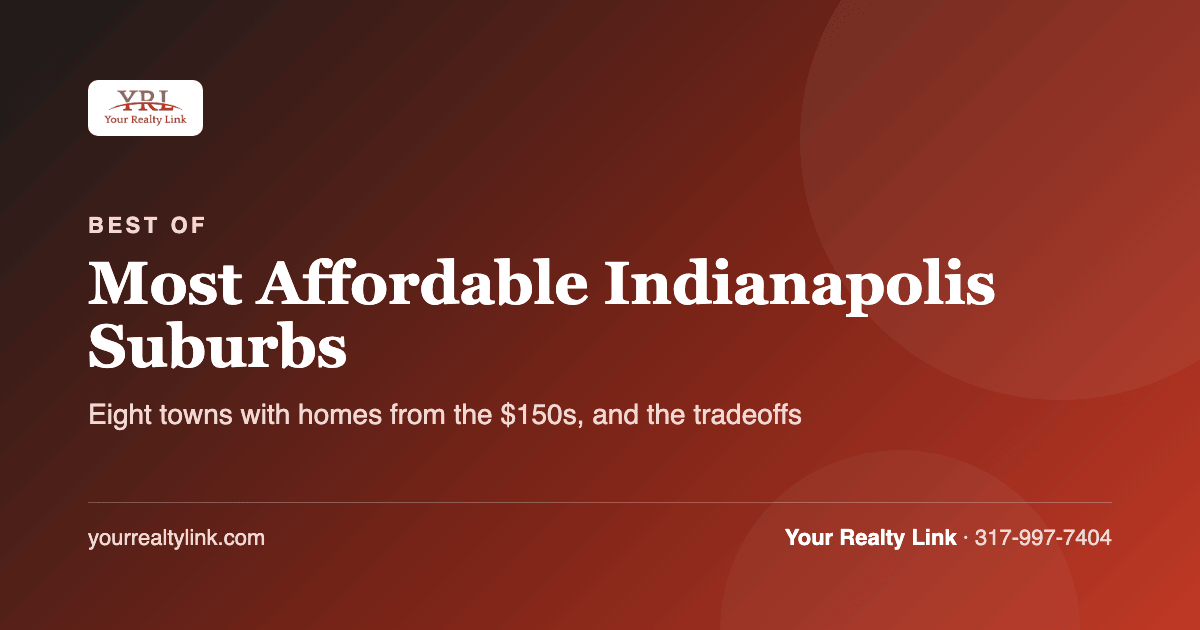 YRL
Your Realty Link
BEST OF
Most Affordable Indianapolis
Suburbs
Eight towns with homes from the $150s, and the tradeoffs
yourrealtylink.com
Your Realty Link · 317-997-7404